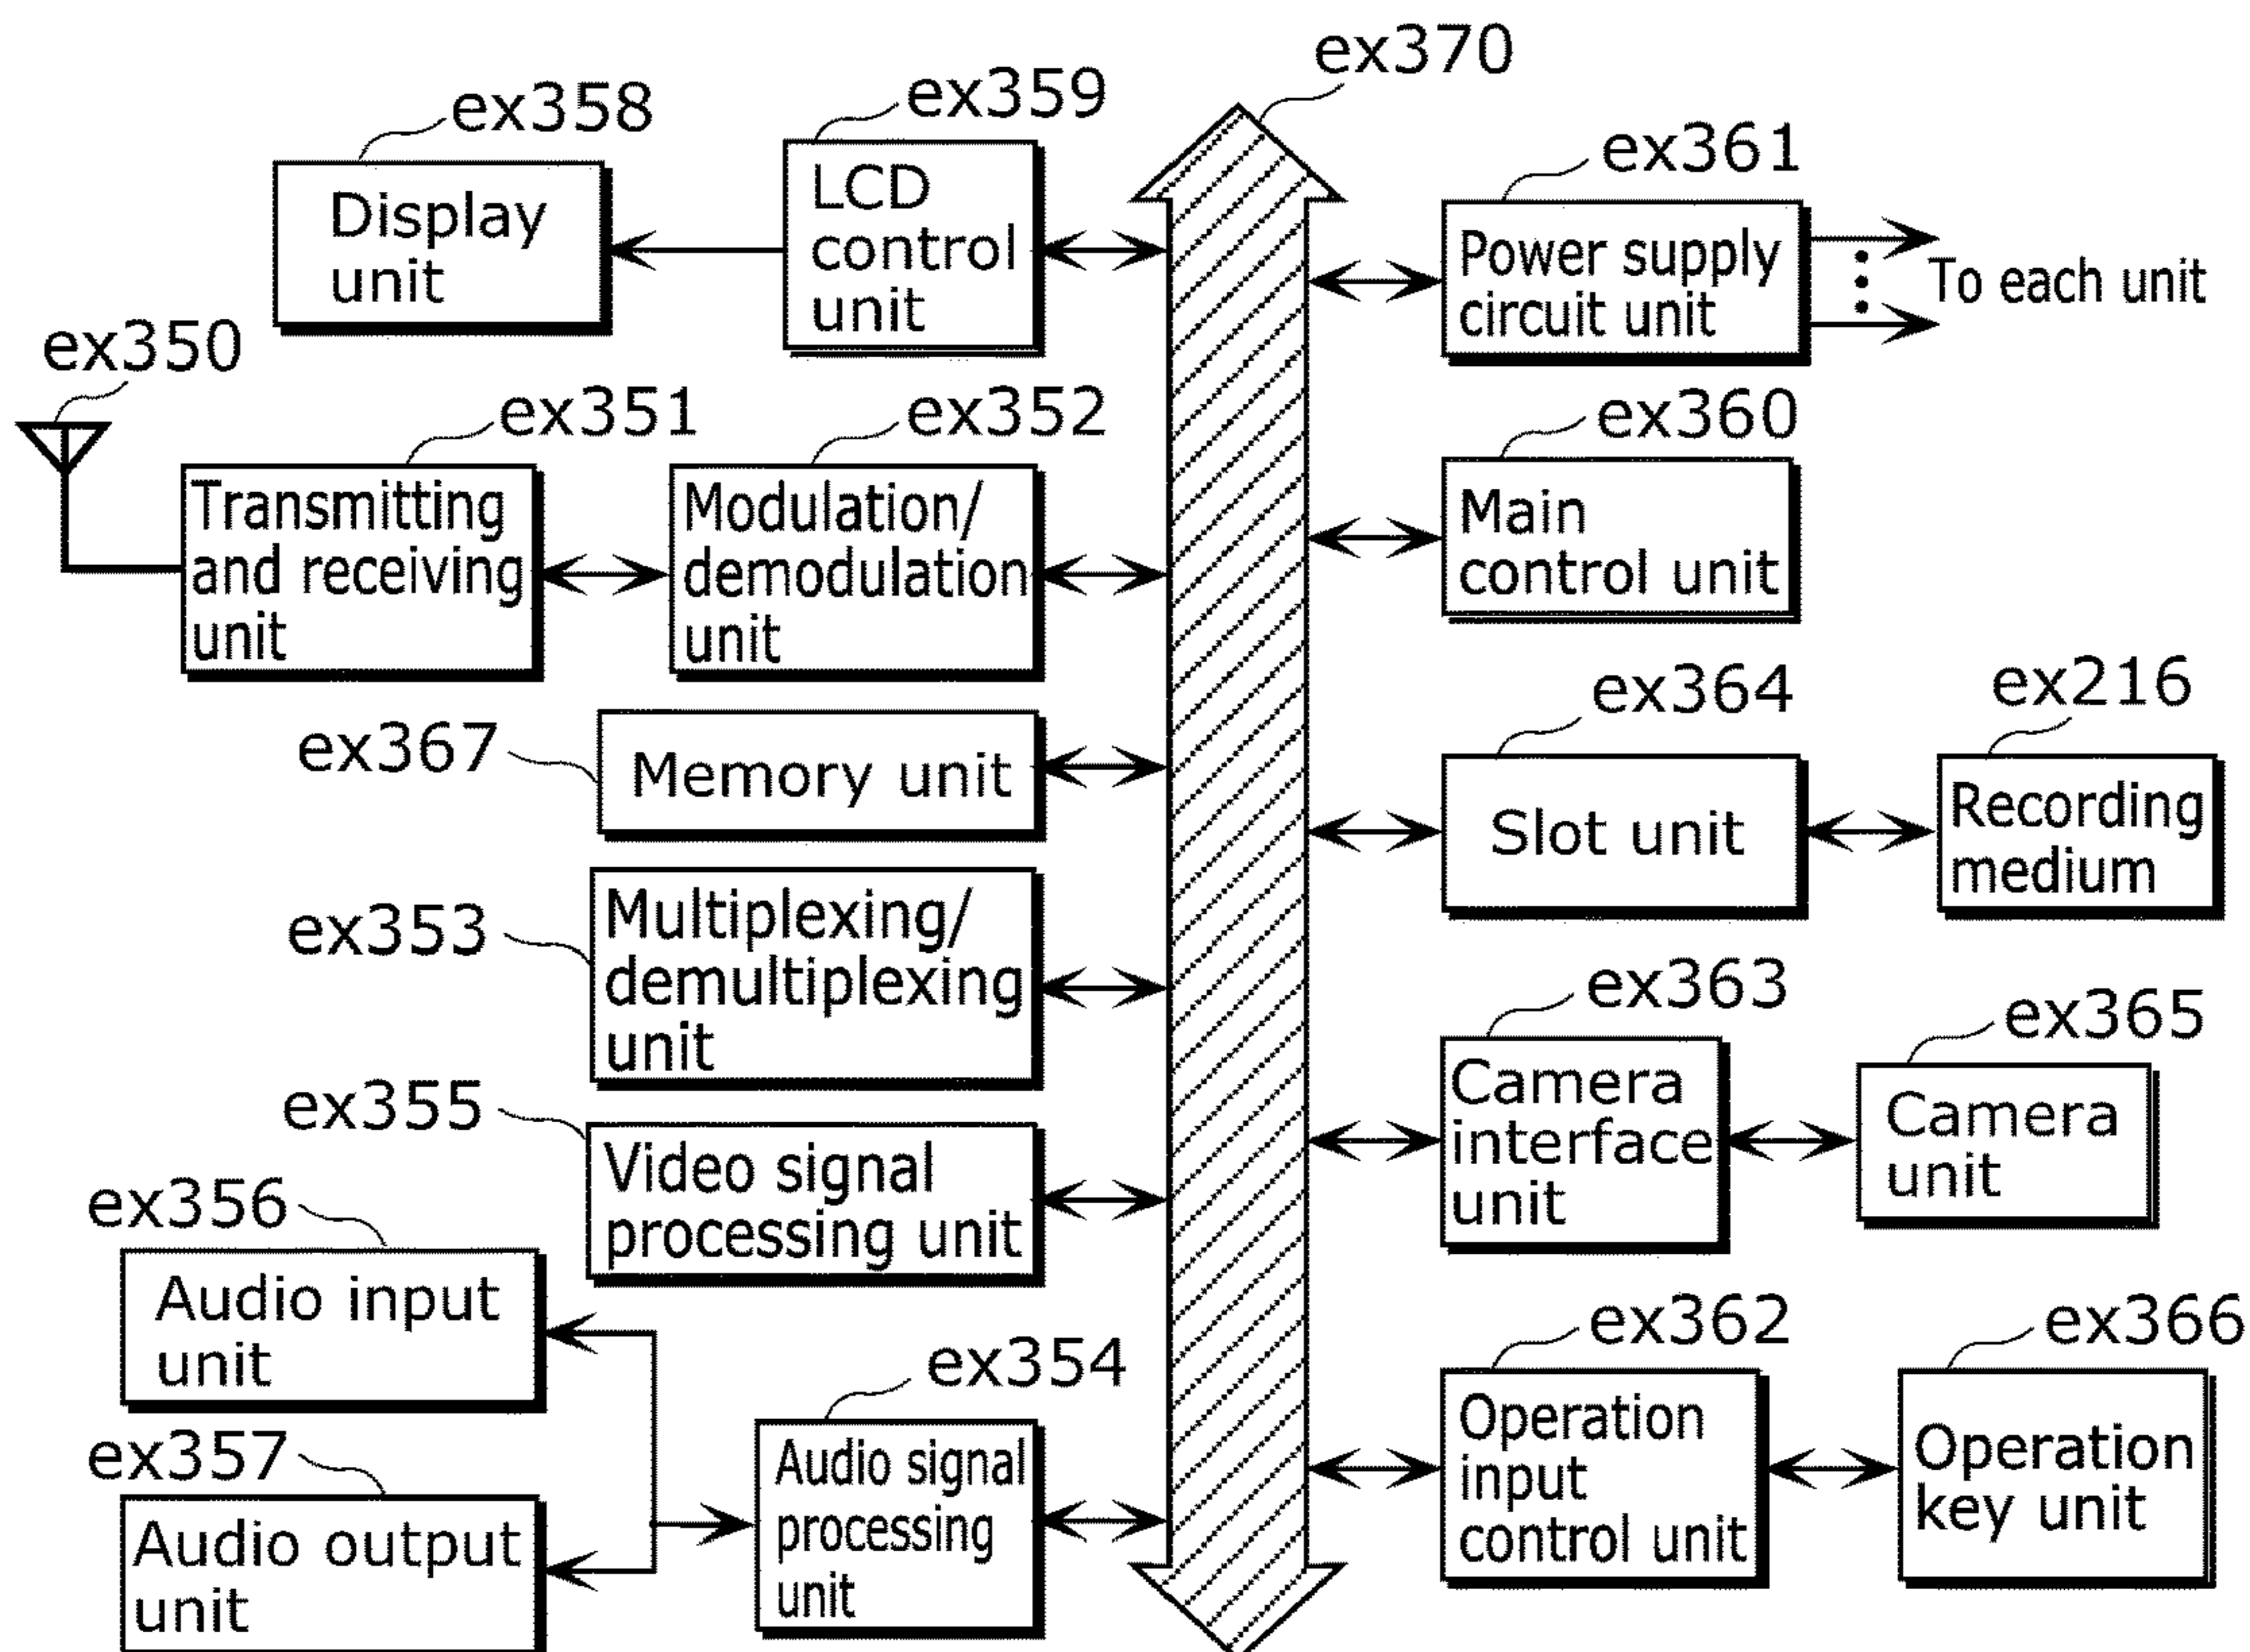 ex370
ex359
ex358
ex361
LCD
control
unit
Display
unit
Power supply
circuit unit
To each unit
ex350
ex351
ex352
ex360
Transmitting
and receiving
unit
Modulation/
demodulation
unit
Main
control unit
ex364
ex216
ex367
Memory unit
Slot unit
Recording
medium
ex353
Multiplexing/
demultiplexing
unit
ex363
ex365
Camera
interface
unit
Camera
unit
ex355
Video signal
processing unit
ex356
Audio input
unit
ex354
ex362
ex366
ex357
Audio output
unit
Audio signal
processing
unit
Operation
input
control unit
Operation
key unit